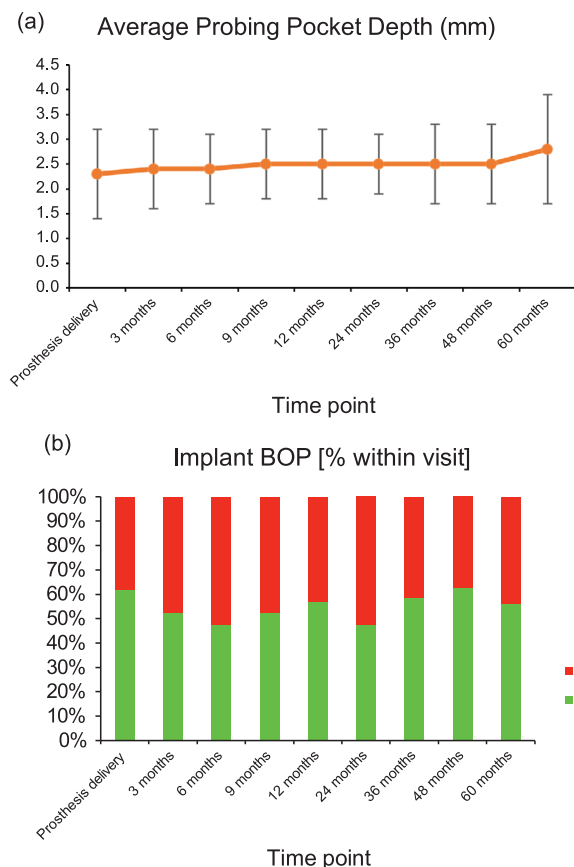 (a) Average Probing Pocket Depth (mm)
4.5
4.0
3.5
3.0
2.5
2.0
1.5
1.0
0.5
0.0
Prosthesis delivery
3 months
6 months
9 months
12 months
24 months
36 months
48 months
60 months
Time point
(b) Implant BOP [% within visit]
100%
90%
80%
70%
60%
50%
40%
30%
20%
10%
0%
Prosthesis delivery
3 months
6 months
9 months
12 months
24 months
36 months
48 months
60 months
Time point